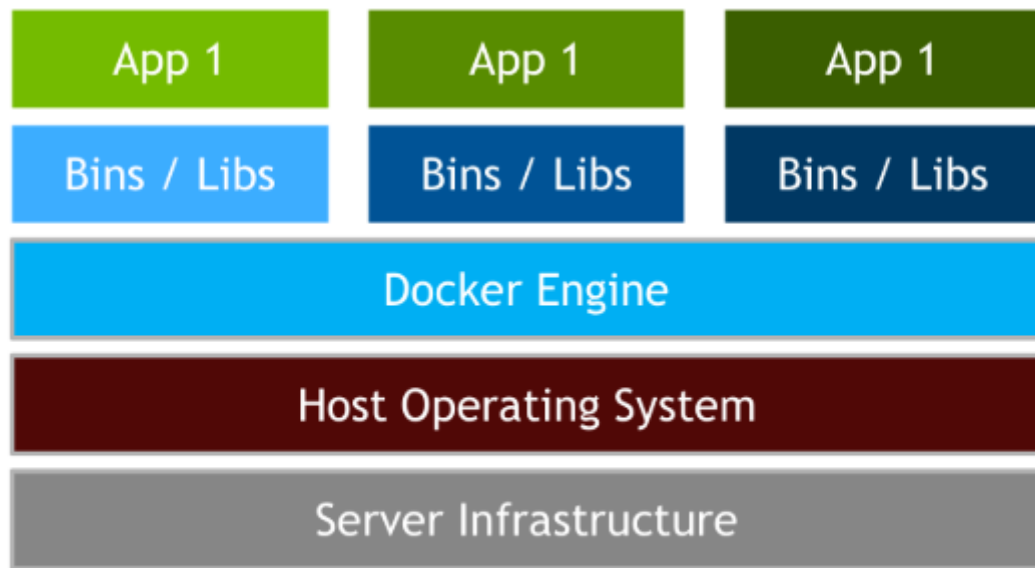 App 1 App 1 App 1
Bins / Libs Bins / Libs Bins / Libs
Docker Engine
Host Operating System
Server Infrastructure